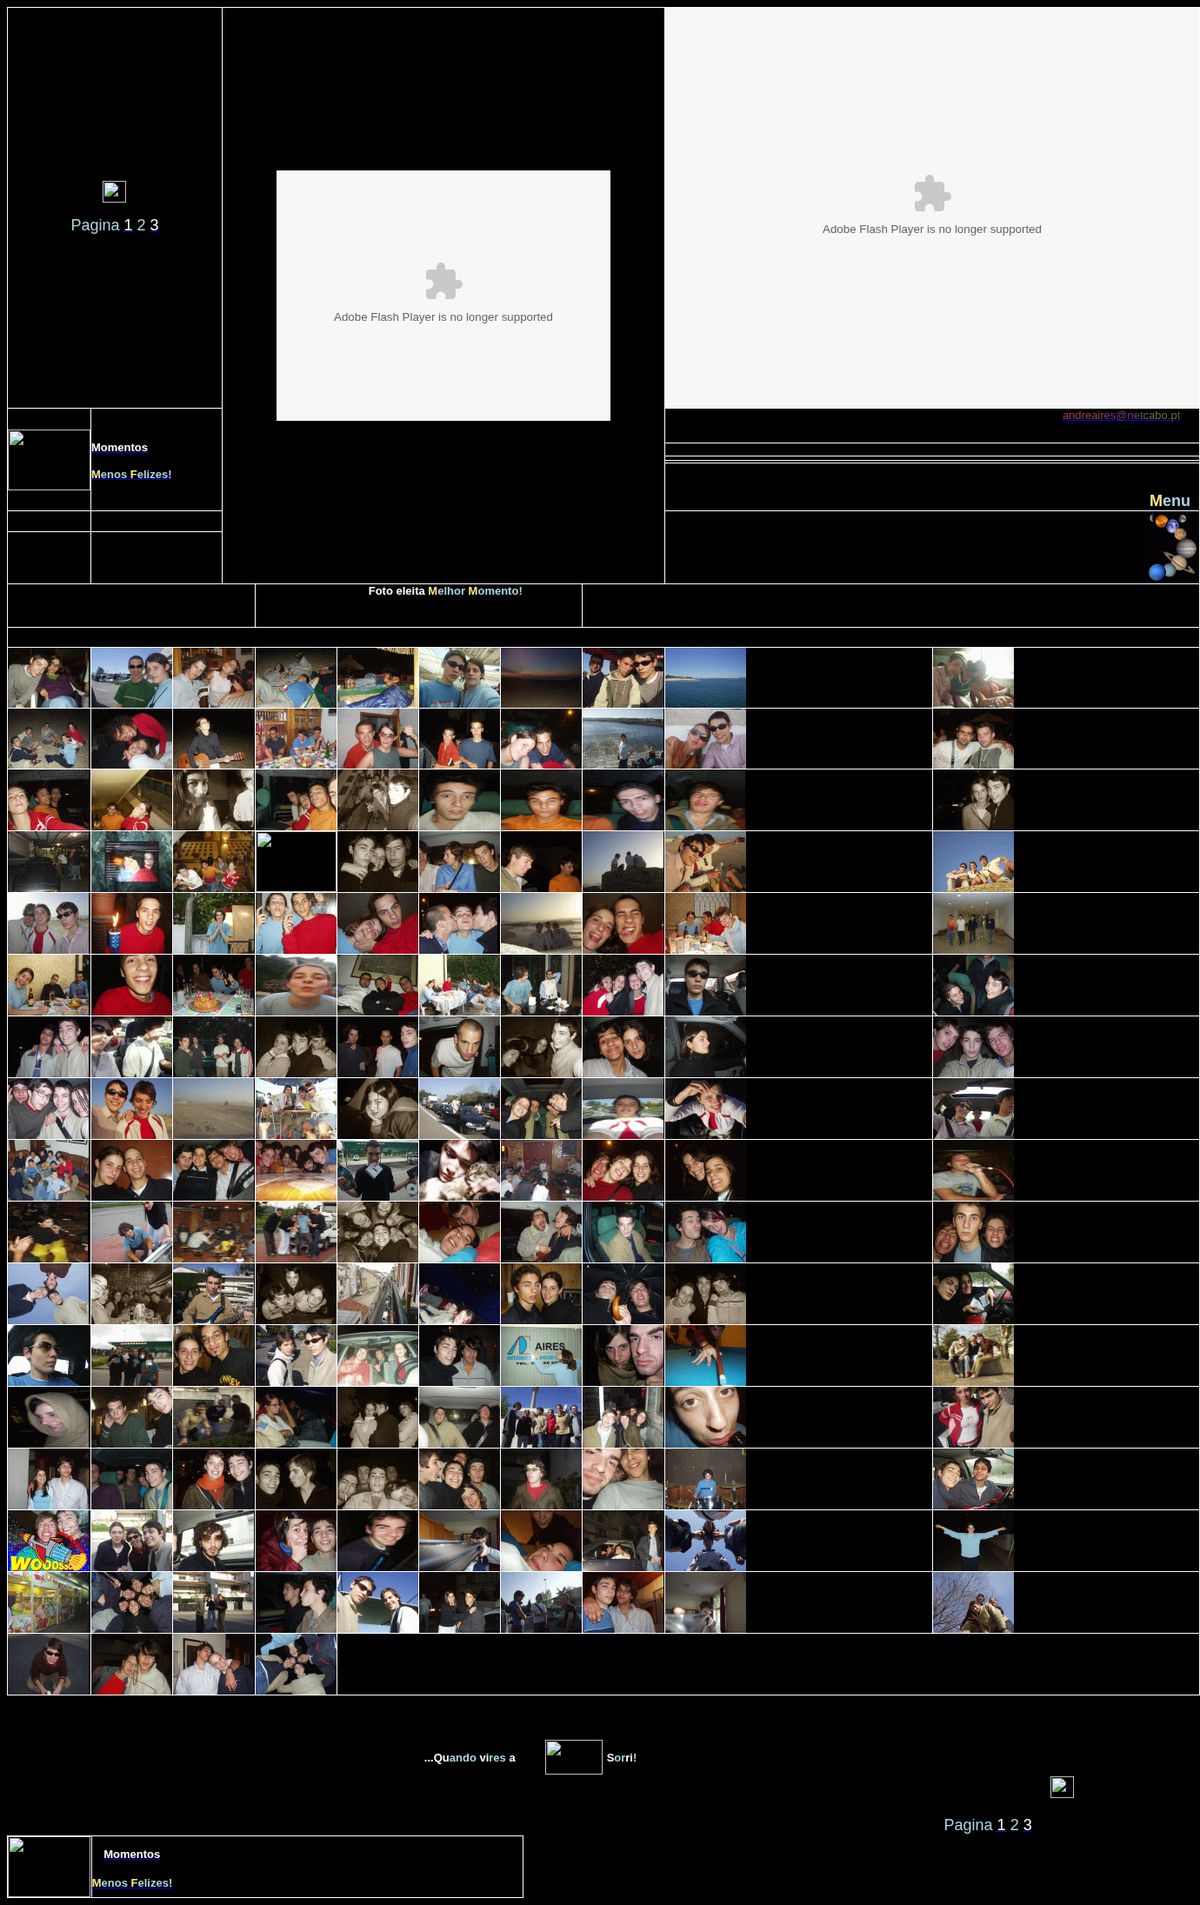 Pagina 1 2 3
Adobe Flash Player is no longer supported
Adobe Flash Player is no longer supported
andreaires@netcabo.pt
Momentos
Menos Felizes!
Menu
Foto eleita Melhor Momento!
AIRES
...Quando vires a Sorri!
Pagina 1 2 3
Momentos
Menos Felizes!